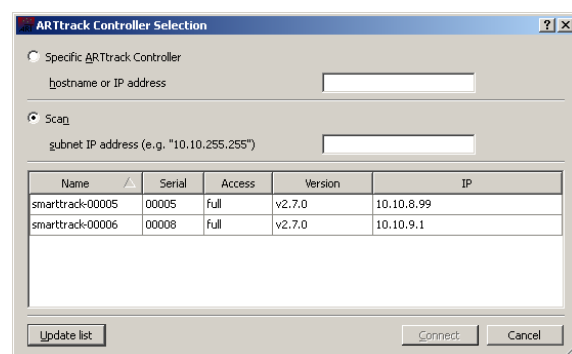 ARTtrack Controller Selection
Specific ARTtrack Controller
hostname or IP address
Scan
subnet IP address (e.g. "10.10.255.255")
Name Serial Access Version IP
smarttrack-00005 00005 full v2.7.0 10.10.8.99
smarttrack-00006 00008 full v2.7.0 10.10.9.1
Update list Connect Cancel